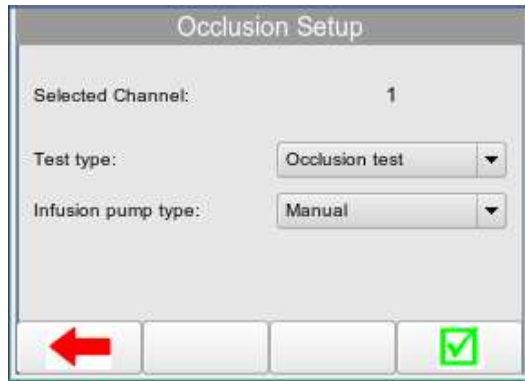 Occlusion Setup
Selected Channel: 1
Test type: Occlusion test
Infusion pump type: Manual